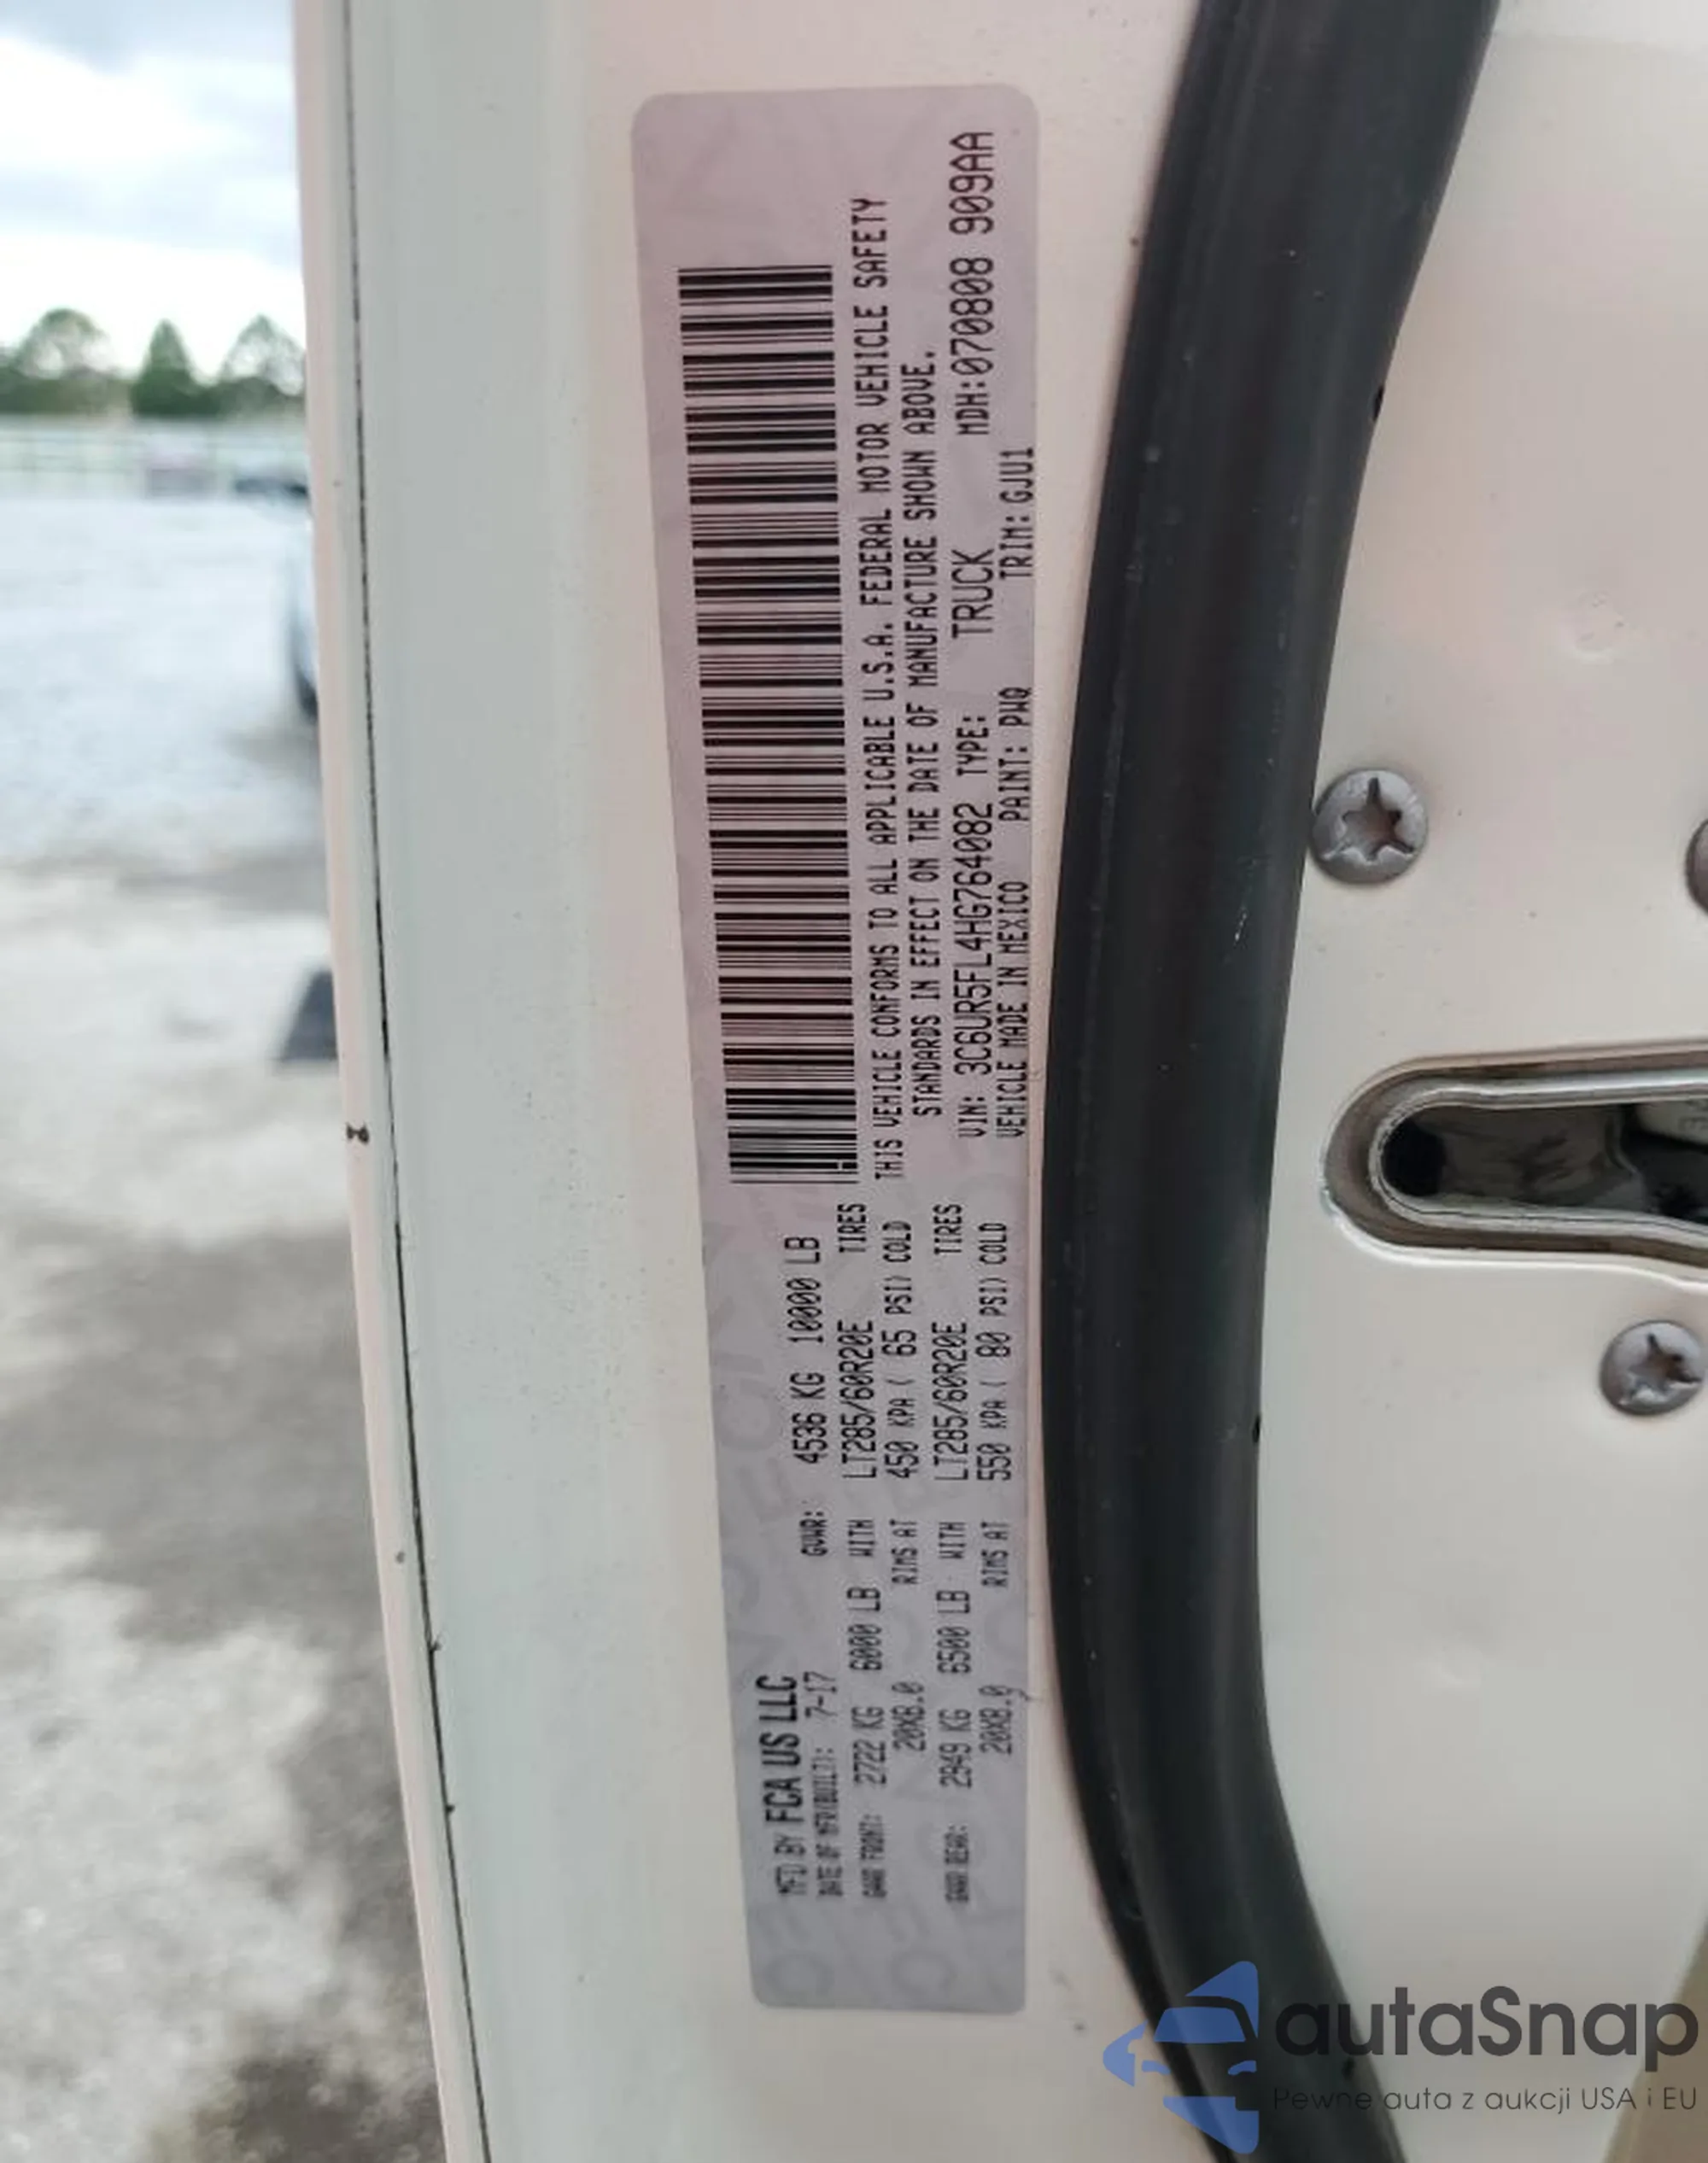 MFD BY FCA US LLC
DATE OF MFR(BUILT): 7-17 GVWR: 4536 KG 10000 LB
GAWR FRONT: 2722 KG 6000 LB WITH LT285/60R20E TIRES
20X8.0 RIMS AT 450 KPA ( 65 PSI) COLD
GAWR REAR: 2949 KG 6500 LB WITH LT285/60R20E TIRES
20X8.0 RIMS AT 550 KPA ( 80 PSI) COLD
THIS VEHICLE CONFORMS TO ALL APPLICABLE U.S.A. FEDERAL MOTOR VEHICLE SAFETY
STANDARDS IN EFFECT ON THE DATE OF MANUFACTURE SHOWN ABOVE.
VIN: 3C6UR5FL4HG764082 TYPE: TRUCK MDH:070808 909AA
VEHICLE MADE IN MEXICO PAINT: PWQ TRIM: GJU1
autaSnap
Pewne auta z aukcji USA i EU